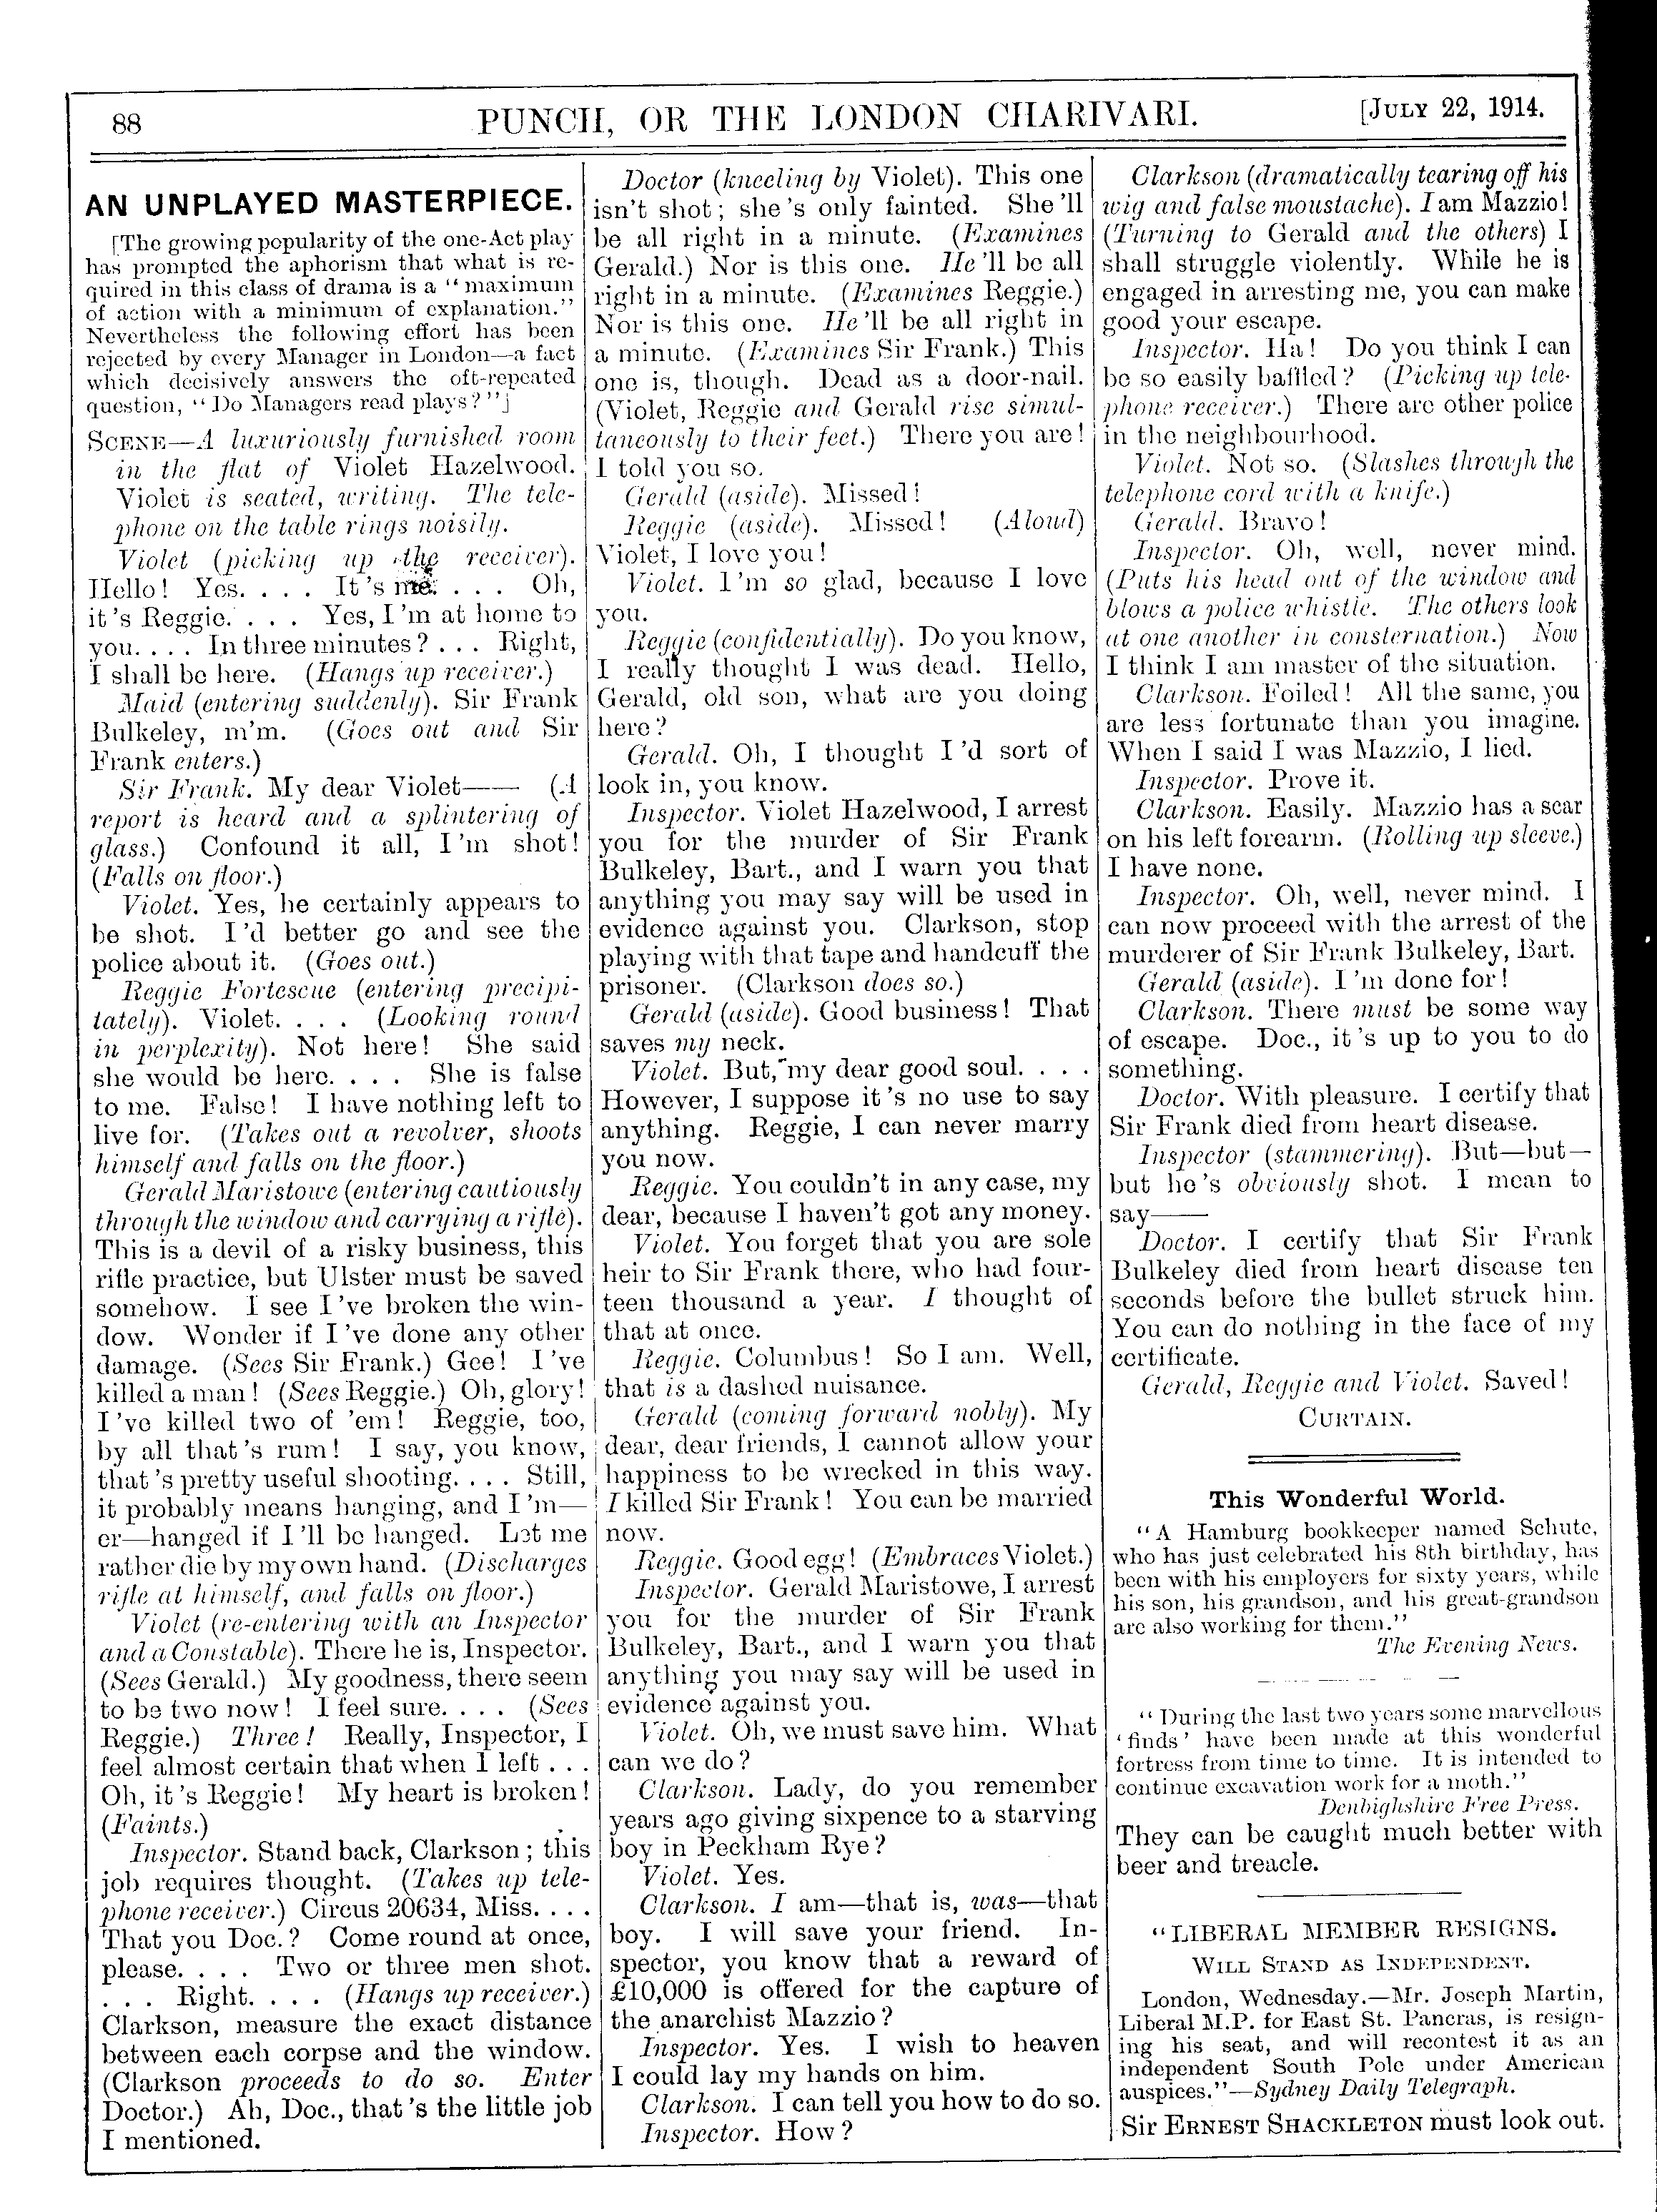 88
PUNCH, OR THE LONDON CHARIVARI.
[JULY 22, 1914.
AN UNPLAYED MASTERPIECE.
[The growing popularity of the one-Act play
has prompted the aphorism that what is re-
quired in this class of drama is a "maximum
of action with a minimum of explanation."
Nevertheless the following effort has been
rejected by every Manager in London—a fact
which decisively answers the oft-repeated
question, "Do Managers read plays?"]
SCENE—A luxuriously furnished room
in the flat of Violet Hazelwood.
Violet is seated, writing. The tele-
phone on the table rings noisily.
Violet (picking up the receiver).
Hello! Yes. . . . It's me. . . . Oh,
it's Reggie. . . . Yes, I'm at home to
you. . . . In three minutes? . . . Right,
I shall be here. (Hangs up receiver.)
Maid (entering suddenly). Sir Frank
Bulkeley, m'm. (Goes out and Sir
Frank enters.)
Sir Frank. My dear Violet—— (A
report is heard and a splintering of
glass.) Confound it all, I'm shot!
(Falls on floor.)
Violet. Yes, he certainly appears to
be shot. I'd better go and see the
police about it. (Goes out.)
Reggie Fortescue (entering precipi-
tately). Violet. . . . (Looking round
in perplexity). Not here! She said
she would be here. . . . She is false
to me. False! I have nothing left to
live for. (Takes out a revolver, shoots
himself and falls on the floor.)
Gerald Maristowe (entering cautiously
through the window and carrying a rifle).
This is a devil of a risky business, this
rifle practice, but Ulster must be saved
somehow. I see I've broken the win-
dow. Wonder if I've done any other
damage. (Sees Sir Frank.) Gee! I've
killed a man! (Sees Reggie.) Oh, glory!
I've killed two of 'em! Reggie, too,
by all that's rum! I say, you know,
that's pretty useful shooting. . . . Still,
it probably means hanging, and I'm—
er—hanged if I'll be hanged. Let me
rather die by my own hand. (Discharges
rifle at himself, and falls on floor.)
Violet (re-entering with an Inspector
and a Constable). There he is, Inspector.
(Sees Gerald.) My goodness, there seem
to be two now! I feel sure. . . . (Sees
Reggie.) Three! Really, Inspector, I
feel almost certain that when I left . . .
Oh, it's Reggie! My heart is broken!
(Faints.)
Inspector. Stand back, Clarkson; this
job requires thought. (Takes up tele-
phone receiver.) Circus 20634, Miss. . . .
That you Doc.? Come round at once,
please. . . . Two or three men shot.
. . . Right. . . . (Hangs up receiver.)
Clarkson, measure the exact distance
between each corpse and the window.
(Clarkson proceeds to do so. Enter
Doctor.) Ah, Doc., that's the little job
I mentioned.
Doctor (kneeling by Violet). This one
isn't shot; she's only fainted. She'll
be all right in a minute. (Examines
Gerald.) Nor is this one. He'll be all
right in a minute. (Examines Reggie.)
Nor is this one. He'll be all right in
a minute. (Examines Sir Frank.) This
one is, though. Dead as a door-nail.
(Violet, Reggie and Gerald rise simul-
taneously to their feet.) There you are!
I told you so.
Gerald (aside). Missed!
Reggie (aside). Missed! (Aloud)
Violet, I love you!
Violet. I'm so glad, because I love
you.
Reggie (confidentially). Do you know,
I really thought I was dead. Hello,
Gerald, old son, what are you doing
here?
Gerald. Oh, I thought I'd sort of
look in, you know.
Inspector. Violet Hazelwood, I arrest
you for the murder of Sir Frank
Bulkeley, Bart., and I warn you that
anything you may say will be used in
evidence against you. Clarkson, stop
playing with that tape and handcuff the
prisoner. (Clarkson does so.)
Gerald (aside). Good business! That
saves my neck.
Violet. But, my dear good soul. . . .
However, I suppose it's no use to say
anything. Reggie, I can never marry
you now.
Reggie. You couldn't in any case, my
dear, because I haven't got any money.
Violet. You forget that you are sole
heir to Sir Frank there, who had four-
teen thousand a year. I thought of
that at once.
Reggie. Columbus! So I am. Well,
that is a dashed nuisance.
Gerald (coming forward nobly). My
dear, dear friends, I cannot allow your
happiness to be wrecked in this way.
I killed Sir Frank! You can be married
now.
Reggie. Good egg! (Embraces Violet.)
Inspector. Gerald Maristowe, I arrest
you for the murder of Sir Frank
Bulkeley, Bart., and I warn you that
anything you may say will be used in
evidence against you.
Violet. Oh, we must save him. What
can we do?
Clarkson. Lady, do you remember
years ago giving sixpence to a starving
boy in Peckham Rye?
Violet. Yes.
Clarkson. I am—that is, was—that
boy. I will save your friend. In-
spector, you know that a reward of
£10,000 is offered for the capture of
the anarchist Mazzio?
Inspector. Yes. I wish to heaven
I could lay my hands on him.
Clarkson. I can tell you how to do so.
Inspector. How?
Clarkson (dramatically tearing off his
wig and false moustache). I am Mazzio!
(Turning to Gerald and the others) I
shall struggle violently. While he is
engaged in arresting me, you can make
good your escape.
Inspector. Ha! Do you think I can
be so easily baffled? (Picking up tele-
phone receiver.) There are other police
in the neighbourhood.
Violet. Not so. (Slashes through the
telephone cord with a knife.)
Gerald. Bravo!
Inspector. Oh, well, never mind.
(Puts his head out of the window and
blows a police whistle. The others look
at one another in consternation.) Now
I think I am master of the situation.
Clarkson. Foiled! All the same, you
are less fortunate than you imagine.
When I said I was Mazzio, I lied.
Inspector. Prove it.
Clarkson. Easily. Mazzio has a scar
on his left forearm. (Rolling up sleeve.)
I have none.
Inspector. Oh, well, never mind. I
can now proceed with the arrest of the
murderer of Sir Frank Bulkeley, Bart.
Gerald (aside). I'm done for!
Clarkson. There must be some way
of escape. Doc., it's up to you to do
something.
Doctor. With pleasure. I certify that
Sir Frank died from heart disease.
Inspector (stammering). But—but—
but he's obviously shot. I mean to
say——
Doctor. I certify that Sir Frank
Bulkeley died from heart disease ten
seconds before the bullet struck him.
You can do nothing in the face of my
certificate.
Gerald, Reggie and Violet. Saved!
CURTAIN.
This Wonderful World.
"A Hamburg bookkeeper named Schute,
who has just celebrated his 8th birthday, has
been with his employers for sixty years, while
his son, his grandson, and his great-grandson
are also working for them."
The Evening News.
"During the last two years some marvellous
'finds' have been made at this wonderful
fortress from time to time. It is intended to
continue excavation work for a moth."
Denbighshire Free Press.
They can be caught much better with
beer and treacle.
"LIBERAL MEMBER RESIGNS.
WILL STAND AS INDEPENDENT.
London, Wednesday.—Mr. Joseph Martin,
Liberal M.P. for East St. Pancras, is resign-
ing his seat, and will recontest it as an
independent South Pole under American
auspices."—Sydney Daily Telegraph.
Sir ERNEST SHACKLETON must look out.